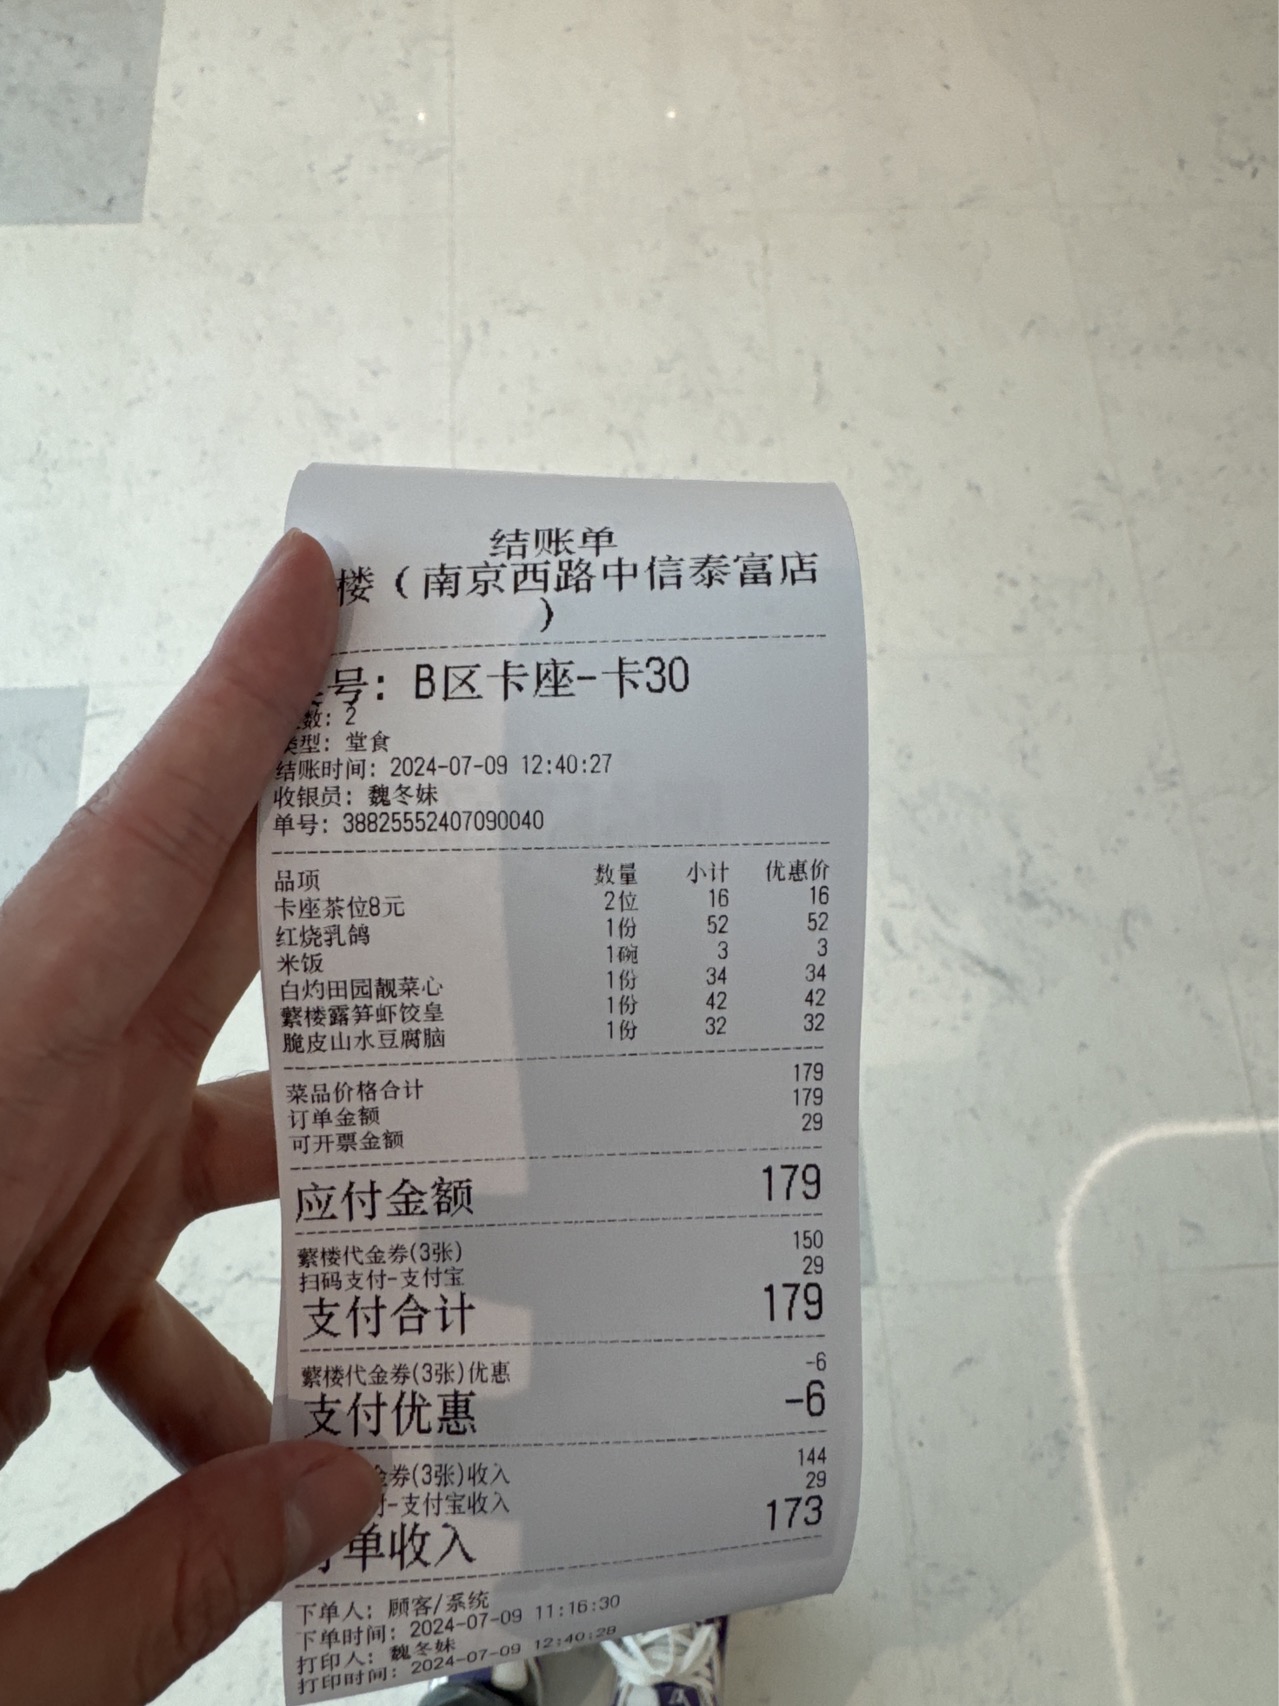 结账单
楼（南京西路中信泰富店
）
号：B区卡座-卡30
数：2
类型：堂食
结账时间：2024-07-09 12:40:27
收银员：魏冬妹
单号：38825552407090040
品项 数量 小计 优惠价
卡座茶位8元 2位 16 16
红烧乳鸽 1份 52 52
米饭 1碗 3 3
白灼田园靓菜心 1份 34 34
蘩楼露笋虾饺皇 1份 42 42
脆皮山水豆腐脑 1份 32 32
菜品价格合计 179
订单金额 179
可开票金额 29
应付金额 179
蘩楼代金券(3张) 150
扫码支付-支付宝 29
支付合计 179
蘩楼代金券(3张)优惠 -6
支付优惠 -6
金券(3张)收入 144
付-支付宝收入 29
单收入 173
下单人：顾客/系统
下单时间：2024-07-09 11:16:30
打印人：魏冬妹
打印时间：2024-07-09 12:40:28